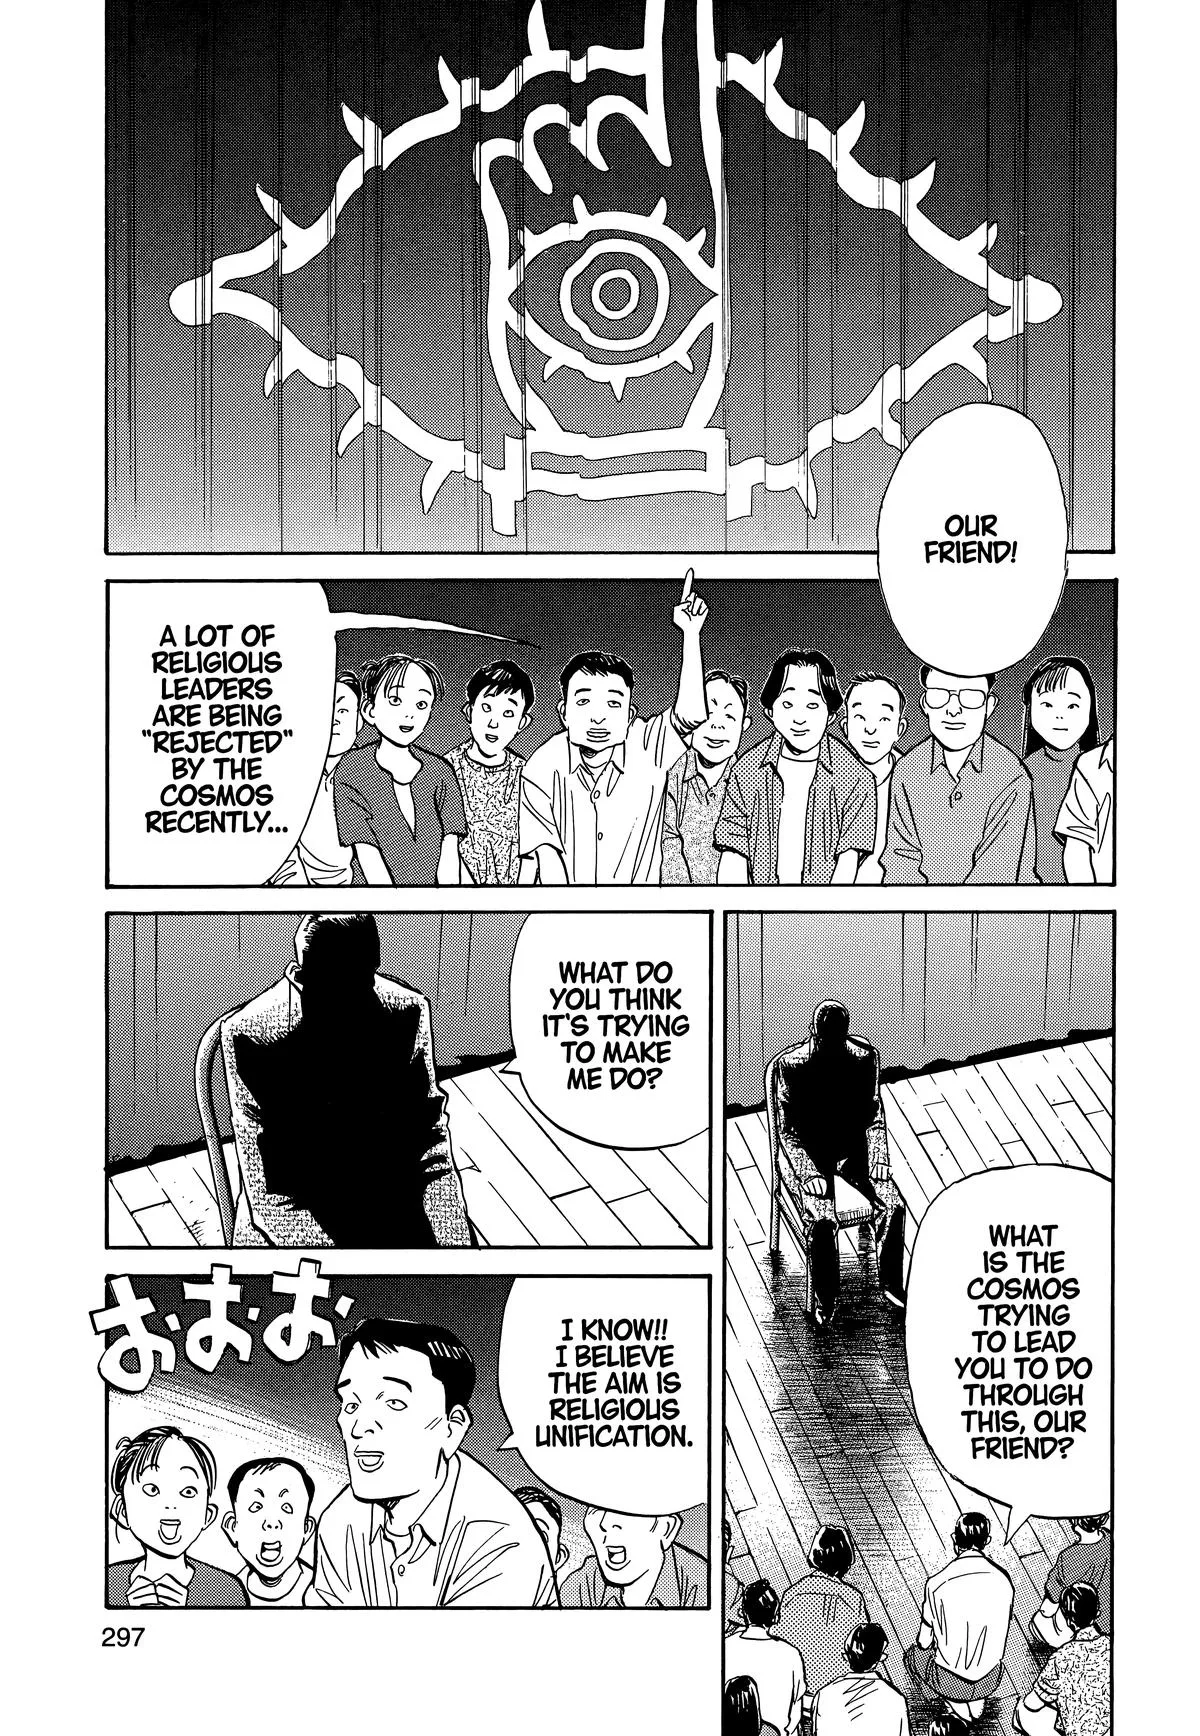 OUR
FRIEND!
A LOT OF
RELIGIOUS
LEADERS
ARE BEING
"REJECTED"
BY THE
COSMOS
RECENTLY...
WHAT
IS THE
COSMOS
TRYING
TO LEAD
YOU TO DO
THROUGH
THIS, OUR
FRIEND?
WHAT DO
YOU THINK
IT'S TRYING
TO MAKE
ME DO?
I KNOW!!
I BELIEVE
THE AIM IS
RELIGIOUS
UNIFICATION.
おおお
297